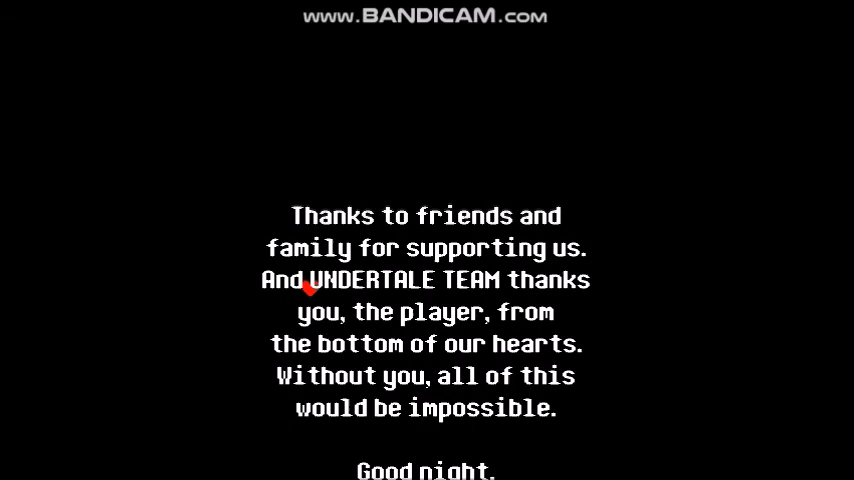 www.BANDICAM.com
Thanks to friends and
family for supporting us.
And UNDERTALE TEAM thanks
you, the player, from
the bottom of our hearts.
Without you, all of this
would be impossible.
Good night.